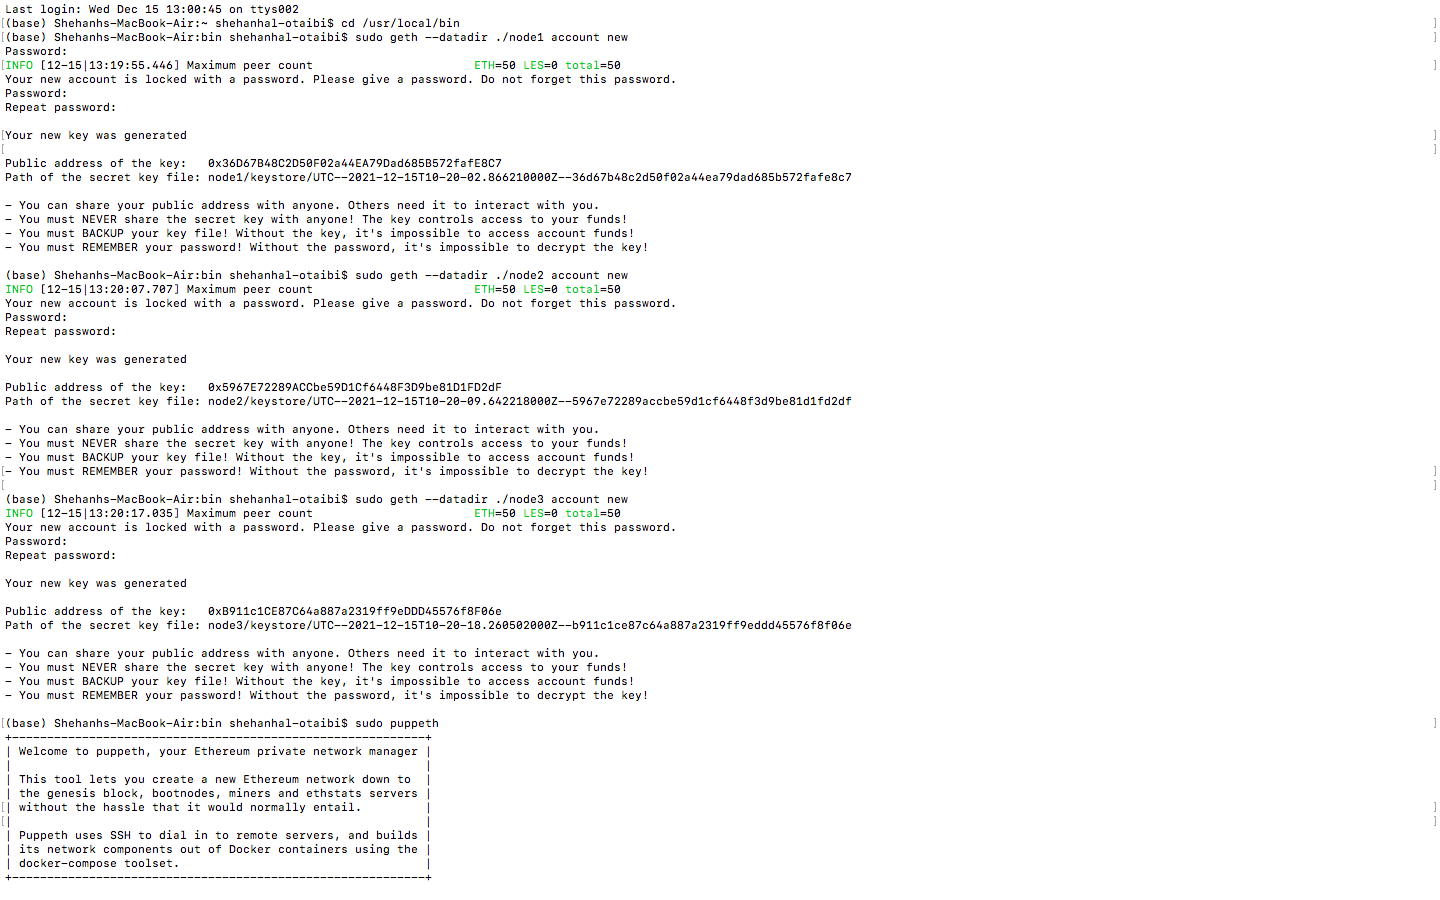 Last login: Wed Dec 15 13:00:45 on ttys002
[(base) Shehanhs-MacBook-Air:~ shehanhal-otaibi$ cd /usr/local/bin ]
[(base) Shehanhs-MacBook-Air:bin shehanhal-otaibi$ sudo geth --datadir ./node1 account new ]
Password:
[INFO [12-15|13:19:55.446] Maximum peer count ETH=50 LES=0 total=50 ]
Your new account is locked with a password. Please give a password. Do not forget this password.
Password:
Repeat password:
[Your new key was generated ]
[ ]
Public address of the key: 0x36D67B48C2D50F02a44EA79Dad685B572fafE8C7
Path of the secret key file: node1/keystore/UTC--2021-12-15T10-20-02.866210000Z--36d67b48c2d50f02a44ea79dad685b572fafe8c7
- You can share your public address with anyone. Others need it to interact with you.
- You must NEVER share the secret key with anyone! The key controls access to your funds!
- You must BACKUP your key file! Without the key, it's impossible to access account funds!
- You must REMEMBER your password! Without the password, it's impossible to decrypt the key!
(base) Shehanhs-MacBook-Air:bin shehanhal-otaibi$ sudo geth --datadir ./node2 account new
INFO [12-15|13:20:07.707] Maximum peer count ETH=50 LES=0 total=50
Your new account is locked with a password. Please give a password. Do not forget this password.
Password:
Repeat password:
Your new key was generated
Public address of the key: 0x5967E72289ACCbe59D1Cf6448F3D9be81D1FD2dF
Path of the secret key file: node2/keystore/UTC--2021-12-15T10-20-09.642218000Z--5967e72289accbe59d1cf6448f3d9be81d1fd2df
- You can share your public address with anyone. Others need it to interact with you.
- You must NEVER share the secret key with anyone! The key controls access to your funds!
- You must BACKUP your key file! Without the key, it's impossible to access account funds!
[- You must REMEMBER your password! Without the password, it's impossible to decrypt the key! ]
[ ]
(base) Shehanhs-MacBook-Air:bin shehanhal-otaibi$ sudo geth --datadir ./node3 account new
INFO [12-15|13:20:17.035] Maximum peer count ETH=50 LES=0 total=50
Your new account is locked with a password. Please give a password. Do not forget this password.
Password:
Repeat password:
Your new key was generated
Public address of the key: 0xB911c1CE87C64a887a2319ff9eDDD45576f8F06e
Path of the secret key file: node3/keystore/UTC--2021-12-15T10-20-18.260502000Z--b911c1ce87c64a887a2319ff9eddd45576f8f06e
- You can share your public address with anyone. Others need it to interact with you.
- You must NEVER share the secret key with anyone! The key controls access to your funds!
- You must BACKUP your key file! Without the key, it's impossible to access account funds!
- You must REMEMBER your password! Without the password, it's impossible to decrypt the key!
[(base) Shehanhs-MacBook-Air:bin shehanhal-otaibi$ sudo puppeth ]
+-----------------------------------------------------------+
| Welcome to puppeth, your Ethereum private network manager |
| |
| This tool lets you create a new Ethereum network down to |
| the genesis block, bootnodes, miners and ethstats servers |
[| without the hassle that it would normally entail. | ]
[| | ]
| Puppeth uses SSH to dial in to remote servers, and builds |
| its network components out of Docker containers using the |
| docker-compose toolset. |
+-----------------------------------------------------------+